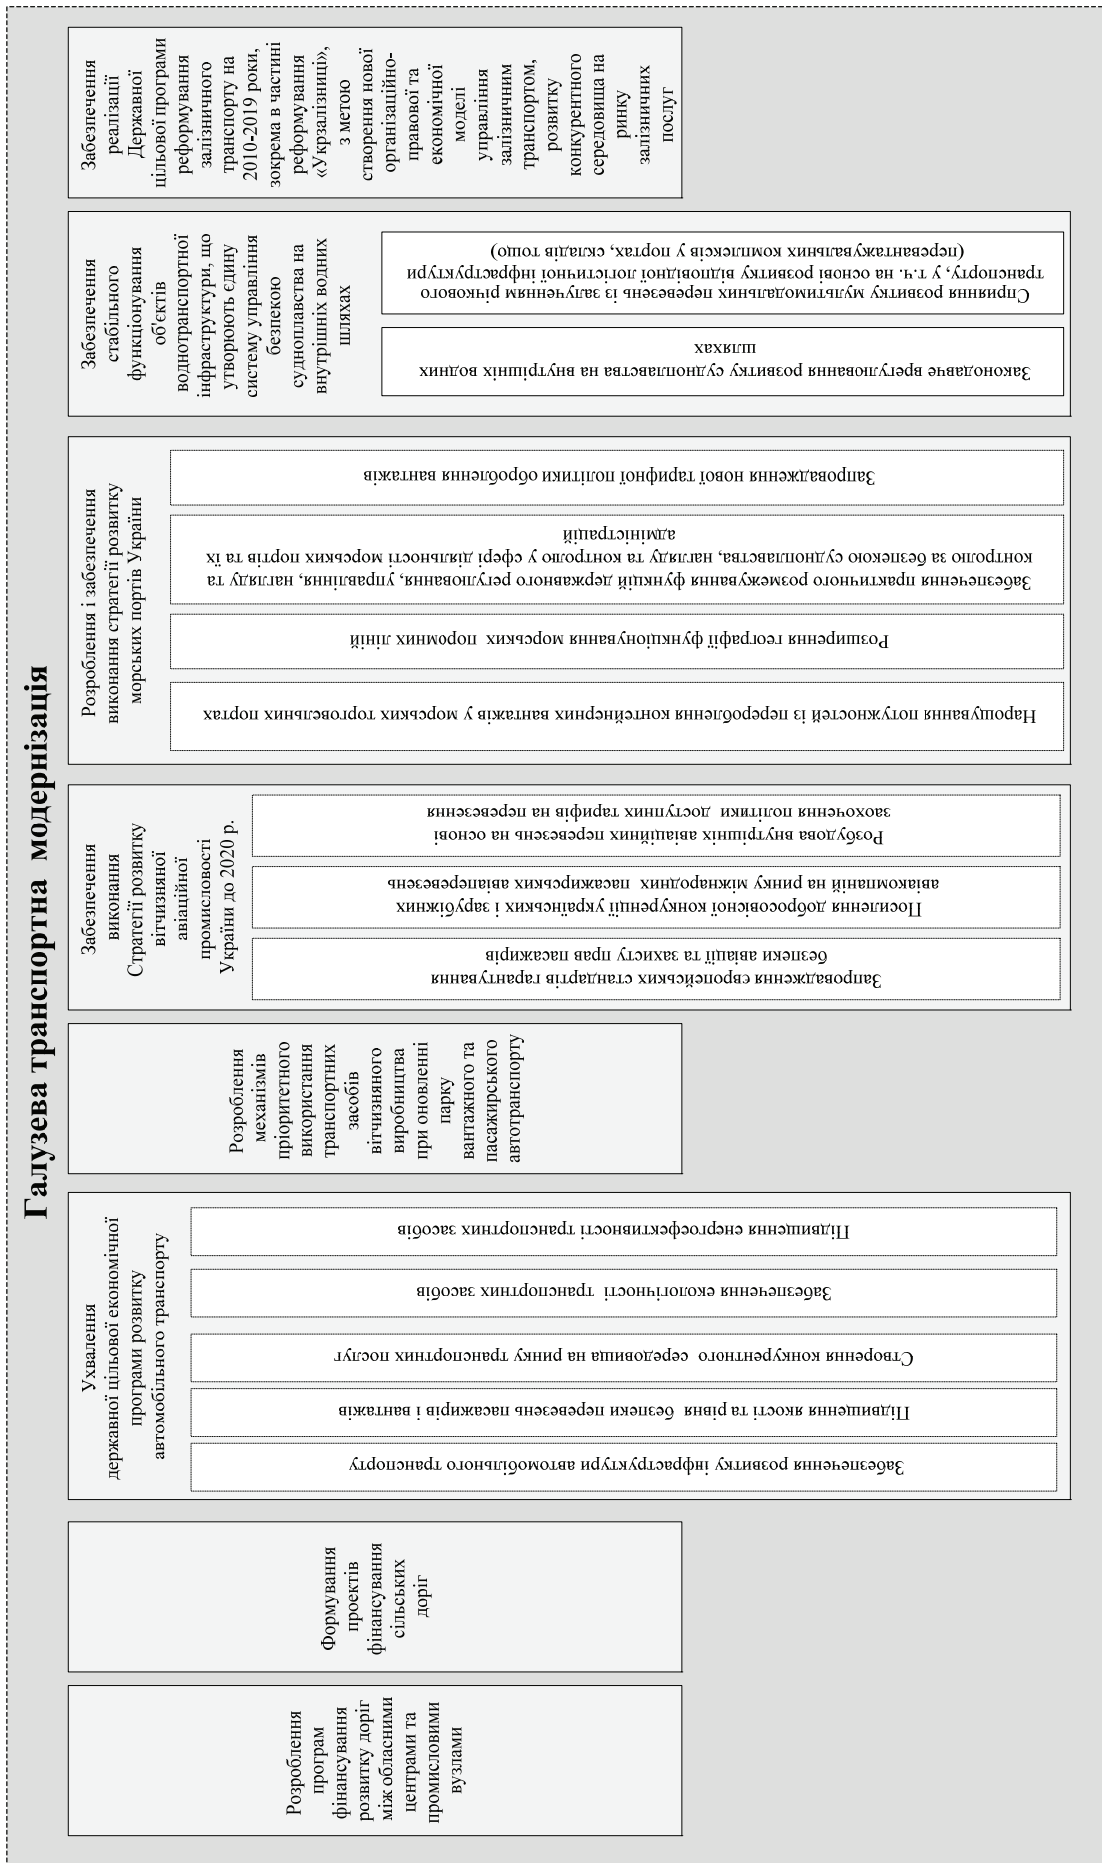 Галузева транспортна модернізація
Розроблення
програм
фінансування
розвитку доріг
між обласними
центрами та
промисловими
вузлами
Формування
проектів
фінансування
сільських
доріг
Ухвалення
державної цільової економічної
програми розвитку
автомобільного транспорту
Забезпечення розвитку інфраструктури автомобільного транспорту
Підвищення якості та рівня безпеки перевезень пасажирів і вантажів
Створення конкурентного середовища на ринку транспортних послуг
Забезпечення екологічності транспортних засобів
Підвищення енергоефективності транспортних засобів
Розроблення
механізмів
пріоритетного
використання
транспортних
засобів
вітчизняного
виробництва
при оновленні
парку
вантажного та
пасажирського
автотранспорту
Забезпечення
виконання
Стратегії розвитку
вітчизняної
авіаційної
промисловості
України до 2020 р.
Запровадження європейських стандартів гарантування
безпеки авіації та захисту прав пасажирів
Посилення добросовісної конкуренції українських і зарубіжних
авіакомпаній на ринку міжнародних пасажирських авіаперевезень
Розбудова внутрішніх авіаційних перевезень на основі
заохочення політики доступних тарифів на перевезення
Розроблення і забезпечення
виконання стратегії розвитку
морських портів України
Нарощування потужностей із перероблення контейнерних вантажів у морських торговельних портах
Розширення географії функціонування морських поромних ліній
Забезпечення практичного розмежування функцій державного регулювання, управління, нагляду та
контролю за безпекою судноплавства, нагляду та контролю у сфері діяльності морських портів та їх
адміністрацій
Запровадження нової тарифної політики оброблення вантажів
Забезпечення
стабільного
функціонування
об'єктів
воднотранспортної
інфраструктури, що
утворюють єдину
систему управління
безпекою
судноплавства на
внутрішніх водних
шляхах
Законодавче врегулювання розвитку судноплавства на внутрішніх водних
шляхах
Сприяння розвитку мультимодальних перевезень із залученням річкового
транспорту, у т.ч. на основі розвитку відповідної логістичної інфраструктури
(перевантажувальних комплексів у портах, складів тощо)
Забезпечення
реалізації
Державної
цільової програми
реформування
залізничного
транспорту на
2010-2019 роки,
зокрема в частині
реформування
«Укрзалізниці»,
з метою
створення нової
організаційно-
правової та
економічної
моделі
управління
залізничним
транспортом,
розвитку
конкурентного
середовища на
ринку
залізничних
послуг